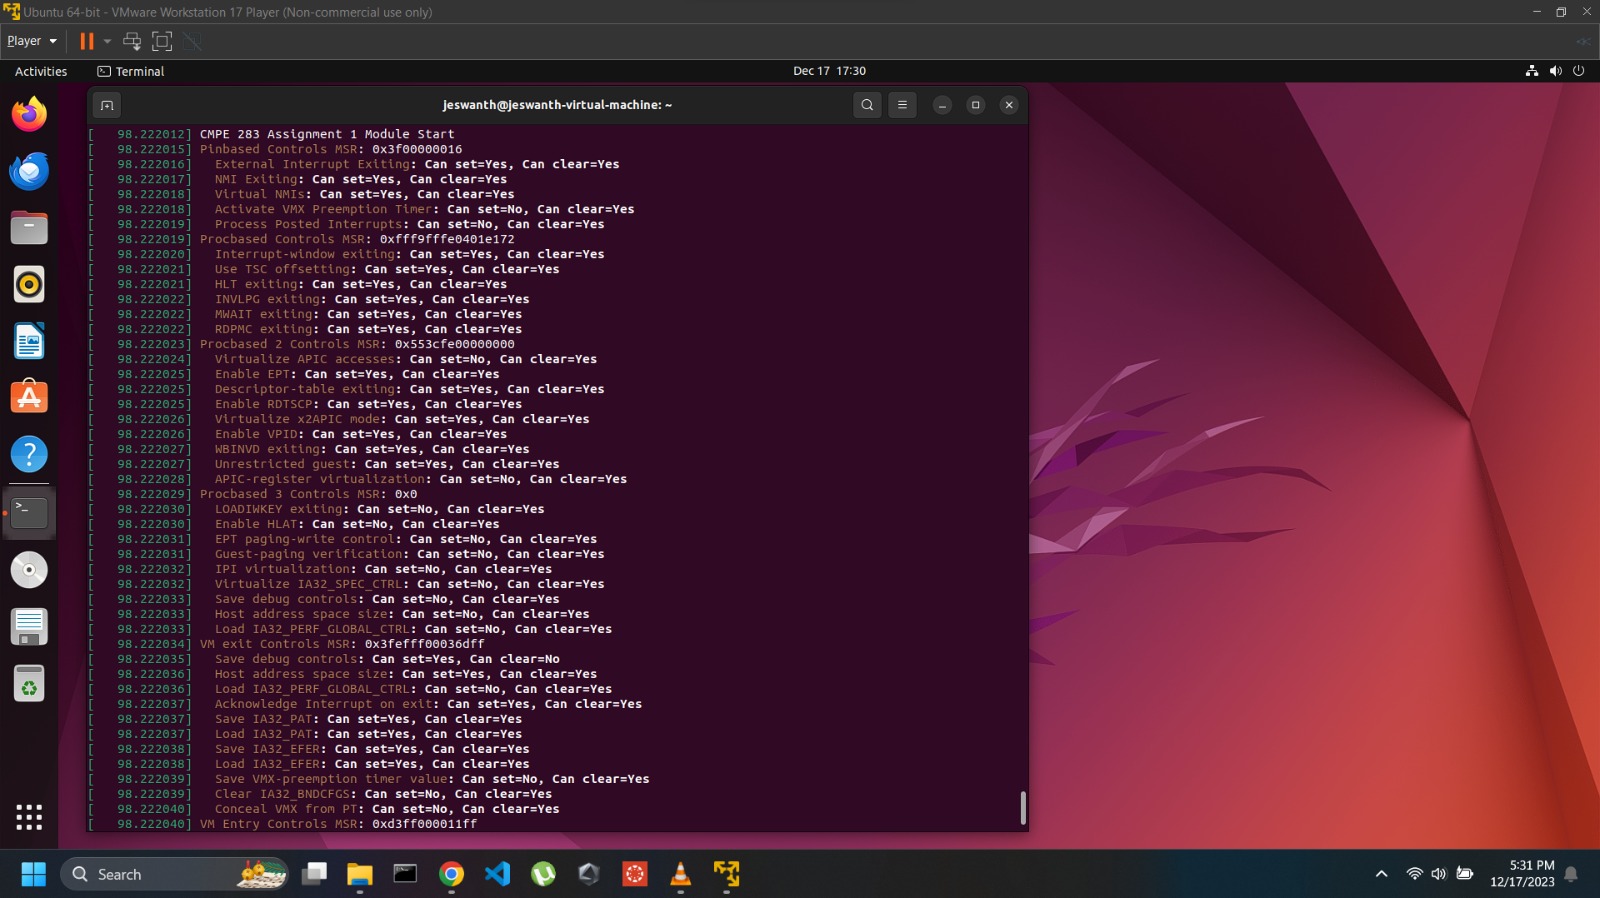 Ubuntu 64-bit - VMware Workstation 17 Player (Non-commercial use only)
Player
Activities
Terminal
Dec 17 17:30
jeswanth@jeswanth-virtual-machine: ~
[   98.222012] CMPE 283 Assignment 1 Module Start
[   98.222015] Pinbased Controls MSR: 0x3f00000016
[   98.222016]   External Interrupt Exiting: Can set=Yes, Can clear=Yes
[   98.222017]   NMI Exiting: Can set=Yes, Can clear=Yes
[   98.222018]   Virtual NMIs: Can set=Yes, Can clear=Yes
[   98.222018]   Activate VMX Preemption Timer: Can set=No, Can clear=Yes
[   98.222019]   Process Posted Interrupts: Can set=No, Can clear=Yes
[   98.222019] Procbased Controls MSR: 0xfff9fffe0401e172
[   98.222020]   Interrupt-window exiting: Can set=Yes, Can clear=Yes
[   98.222021]   Use TSC offsetting: Can set=Yes, Can clear=Yes
[   98.222021]   HLT exiting: Can set=Yes, Can clear=Yes
[   98.222022]   INVLPG exiting: Can set=Yes, Can clear=Yes
[   98.222022]   MWAIT exiting: Can set=Yes, Can clear=Yes
[   98.222022]   RDPMC exiting: Can set=Yes, Can clear=Yes
[   98.222023] Procbased 2 Controls MSR: 0x553cfe00000000
[   98.222024]   Virtualize APIC accesses: Can set=No, Can clear=Yes
[   98.222025]   Enable EPT: Can set=Yes, Can clear=Yes
[   98.222025]   Descriptor-table exiting: Can set=Yes, Can clear=Yes
[   98.222025]   Enable RDTSCP: Can set=Yes, Can clear=Yes
[   98.222026]   Virtualize x2APIC mode: Can set=Yes, Can clear=Yes
[   98.222026]   Enable VPID: Can set=Yes, Can clear=Yes
[   98.222027]   WBINVD exiting: Can set=Yes, Can clear=Yes
[   98.222027]   Unrestricted guest: Can set=Yes, Can clear=Yes
[   98.222028]   APIC-register virtualization: Can set=No, Can clear=Yes
[   98.222029] Procbased 3 Controls MSR: 0x0
[   98.222030]   LOADIWKEY exiting: Can set=No, Can clear=Yes
[   98.222030]   Enable HLAT: Can set=No, Can clear=Yes
[   98.222031]   EPT paging-write control: Can set=No, Can clear=Yes
[   98.222031]   Guest-paging verification: Can set=No, Can clear=Yes
[   98.222032]   IPI virtualization: Can set=No, Can clear=Yes
[   98.222032]   Virtualize IA32_SPEC_CTRL: Can set=No, Can clear=Yes
[   98.222033]   Save debug controls: Can set=No, Can clear=Yes
[   98.222033]   Host address space size: Can set=No, Can clear=Yes
[   98.222033]   Load IA32_PERF_GLOBAL_CTRL: Can set=No, Can clear=Yes
[   98.222034] VM exit Controls MSR: 0x3fefff00036dff
[   98.222035]   Save debug controls: Can set=Yes, Can clear=No
[   98.222036]   Host address space size: Can set=Yes, Can clear=Yes
[   98.222036]   Load IA32_PERF_GLOBAL_CTRL: Can set=No, Can clear=Yes
[   98.222037]   Acknowledge Interrupt on exit: Can set=Yes, Can clear=Yes
[   98.222037]   Save IA32_PAT: Can set=Yes, Can clear=Yes
[   98.222037]   Load IA32_PAT: Can set=Yes, Can clear=Yes
[   98.222038]   Save IA32_EFER: Can set=Yes, Can clear=Yes
[   98.222038]   Load IA32_EFER: Can set=Yes, Can clear=Yes
[   98.222039]   Save VMX-preemption timer value: Can set=No, Can clear=Yes
[   98.222039]   Clear IA32_BNDCFGS: Can set=No, Can clear=Yes
[   98.222040]   Conceal VMX from PT: Can set=No, Can clear=Yes
[   98.222040] VM Entry Controls MSR: 0xd3ff000011ff
Search
5:31 PM
12/17/2023